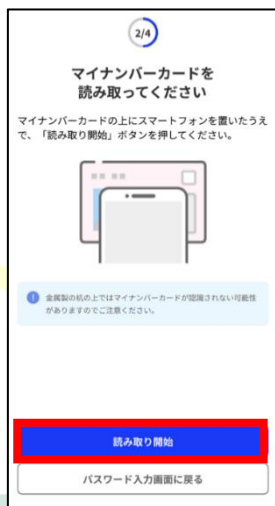 2/4
マイナンバーカードを
読み取ってください
マイナンバーカードの上にスマートフォンを置いたうえ
で、「読み取り開始」ボタンを押してください。
金属製の机の上ではマイナンバーカードが認識されない可能性
がありますのでご注意ください。
読み取り開始
パスワード入力画面に戻る